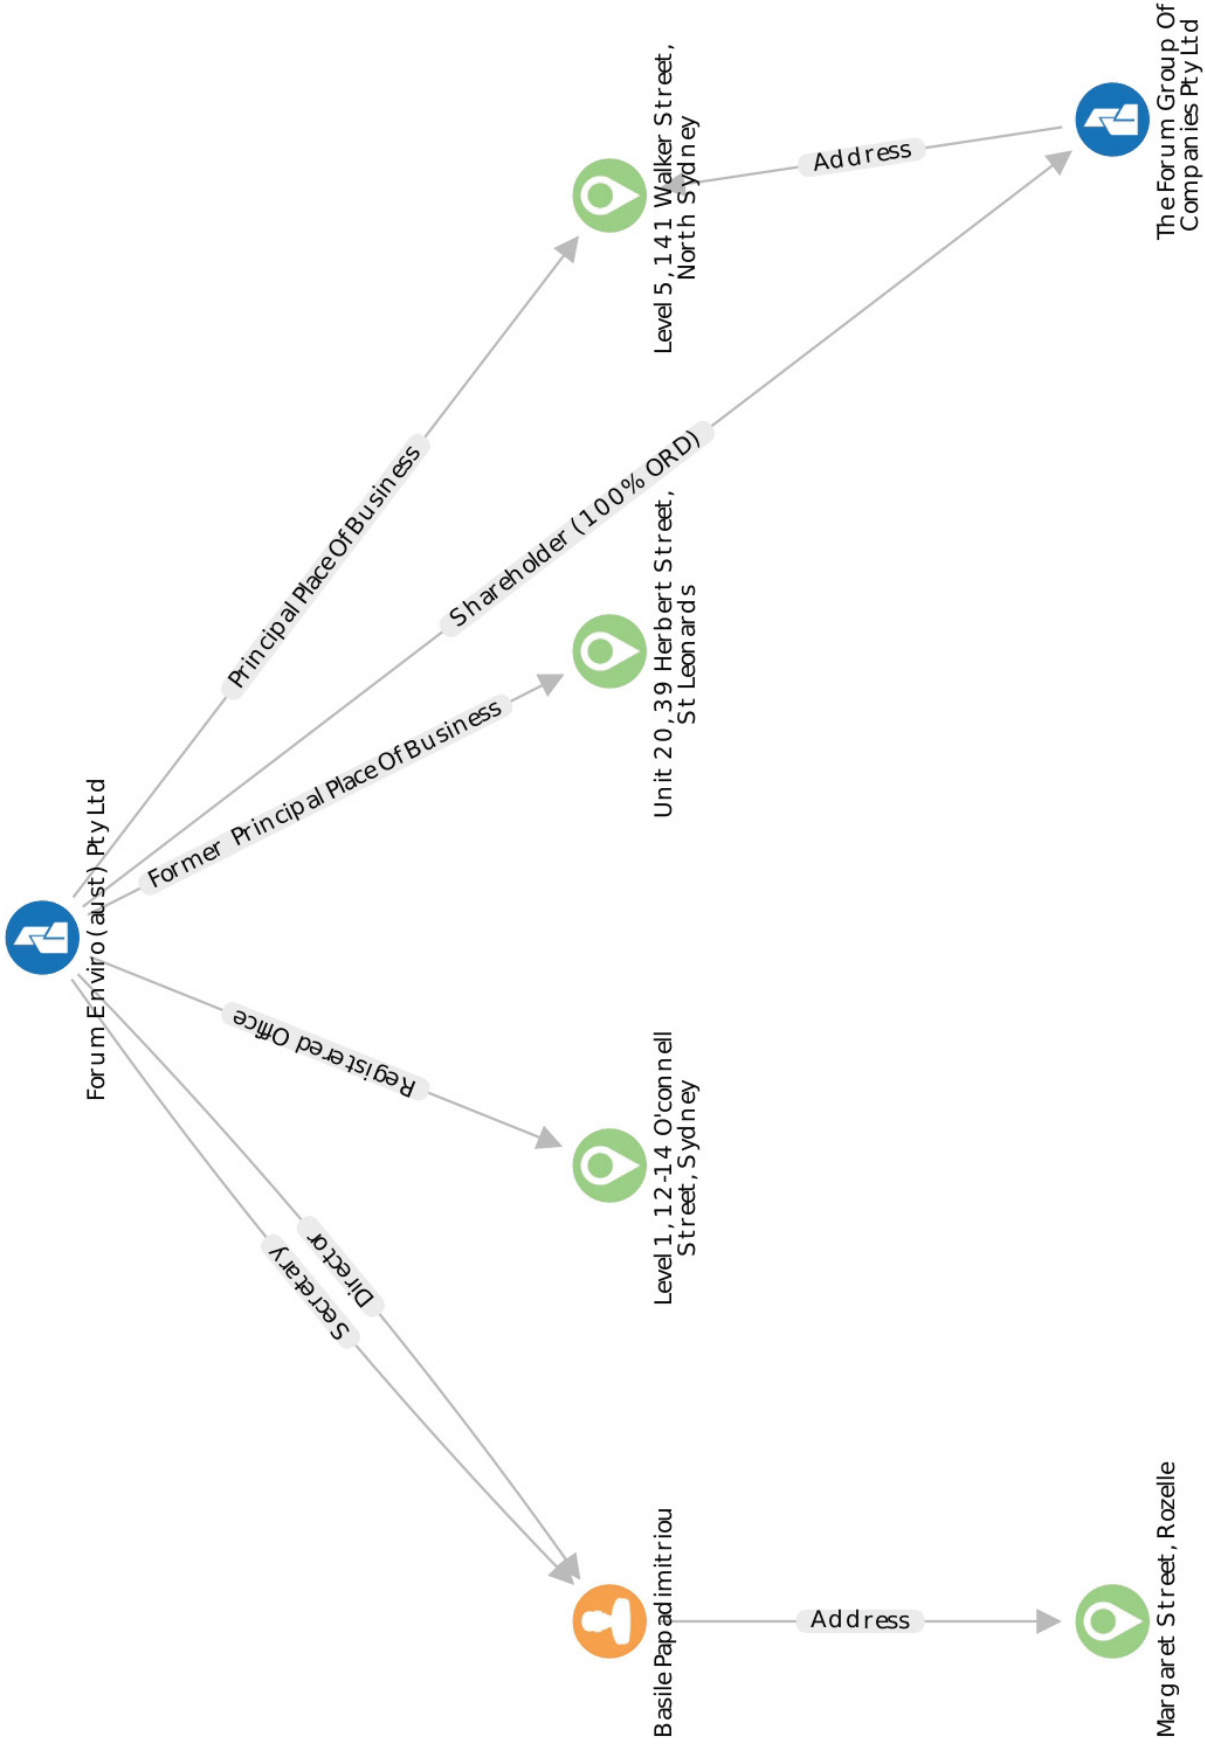 Forum Enviro (aust) Pty Ltd
Secretary
Director
Registered Office
Former Principal Place Of Business
Shareholder (100% ORD)
Principal Place Of Business
Basile Papadimitriou
Level 1, 12-14 O'connell
Street, Sydney
Unit 20, 39 Herbert Street,
St Leonards
Level 5, 141 Walker Street,
North Sydney
Address
Address
Margaret Street, Rozelle
The Forum Group Of
Companies Pty Ltd